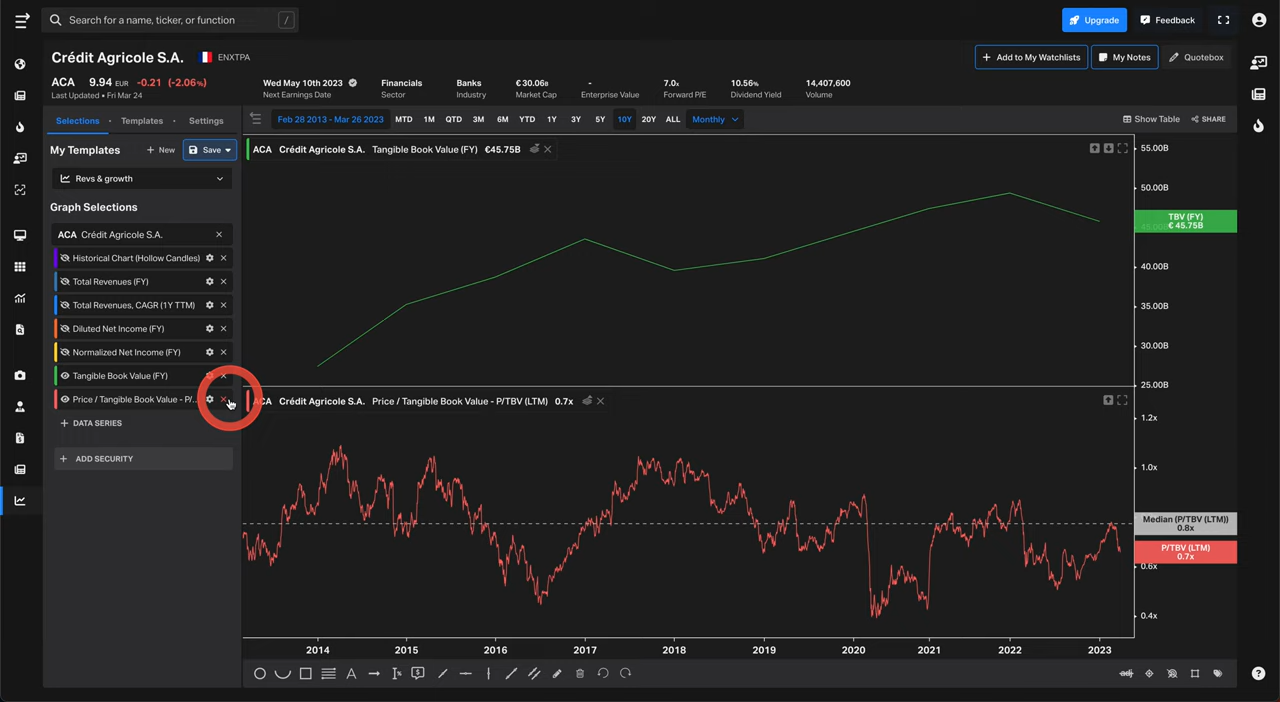 Search for a name, ticker, or function
/
Upgrade
Feedback
Crédit Agricole S.A.
ENXTPA
Add to My Watchlists
My Notes
Quotebox
ACA 9.94 EUR -0.21 (-2.06%)
Last Updated • Fri Mar 24
Wed May 10th 2023
Next Earnings Date
Financials
Sector
Banks
Industry
€30.06B
Market Cap
-
Enterprise Value
7.0x
Forward P/E
10.56%
Dividend Yield
14,407,600
Volume
Selections • Templates • Settings
Feb 28 2013 - Mar 26 2023 MTD 1M QTD 3M 6M YTD 1Y 3Y 5Y 10Y 20Y ALL Monthly
Show Table
SHARE
My Templates
+ New
Save
Revs & growth
Graph Selections
ACA Crédit Agricole S.A.
Historical Chart (Hollow Candles)
Total Revenues (FY)
Total Revenues, CAGR (1Y TTM)
Diluted Net Income (FY)
Normalized Net Income (FY)
Tangible Book Value (FY)
Price / Tangible Book Value - P/...
+ DATA SERIES
+ ADD SECURITY
ACA Crédit Agricole S.A. Tangible Book Value (FY) €45.75B
55.00B
50.00B
TBV (FY)
€ 45.75B
45.00B
40.00B
35.00B
30.00B
25.00B
ACA Crédit Agricole S.A. Price / Tangible Book Value - P/TBV (LTM) 0.7x
1.2x
1.0x
Median (P/TBV (LTM))
0.8x
P/TBV (LTM)
0.7x
0.6x
0.4x
2014 2015 2016 2017 2018 2019 2020 2021 2022 2023